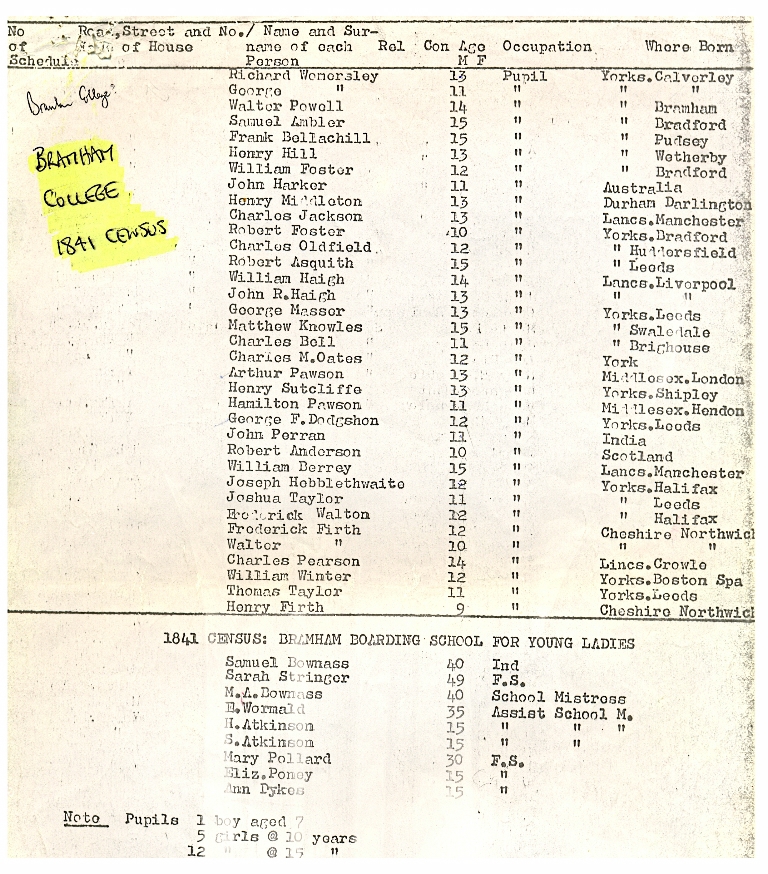 No Road,Street and No./ Name and Sur-
of Name of House name of each Rel Con Age Occupation Where Born
Schedule Person M F
Richard Womersley 13 Pupil Yorks.Calverley
George " 11 " " "
Walter Powell 14 " " Bramham
Samuel Ambler 15 " " Bradford
Frank Bellachill 15 " " Pudsey
Henry Hill 13 " " Wetherby
William Foster 12 " " Bradford
John Harker 11 " Australia
Henry Middleton 13 " Durham Darlington
Charles Jackson 13 " Lancs.Manchester
Robert Foster 10 " Yorks.Bradford
Charles Oldfield 12 " " Huddersfield
Robert Asquith 15 " " Leeds
William Haigh 14 " Lancs.Liverpool
John R.Haigh 13 " " "
George Masser 13 " Yorks.Leeds
Matthew Knowles 15 " " Swaledale
Charles Bell 11 " " Brighouse
Charles M.Oates 12 " York
Arthur Pawson 13 " Middlesex.London
Henry Sutcliffe 13 " Yorks.Shipley
Hamilton Pawson 11 " Middlesex.Hendon
George F.Dodgshon 12 " Yorks.Leeds
John Perran 11 " India
Robert Anderson 10 " Scotland
William Berrey 15 " Lancs.Manchester
Joseph Hebblethwaite 12 " Yorks.Halifax
Joshua Taylor 11 " " Leeds
Frederick Walton 12 " " Halifax
Frederick Firth 12 " Cheshire Northwich
Walter " 10 " " "
Charles Pearson 14 " Lincs.Crowle
William Winter 12 " Yorks.Boston Spa
Thomas Taylor 11 " Yorks.Leeds
Henry Firth 9 " Cheshire Northwich
Bramham College?
BRAMHAM
COLLEGE
1841 CENSUS
1841 CENSUS: BRAMHAM BOARDING SCHOOL FOR YOUNG LADIES
Samuel Bownass 40 Ind
Sarah Stringer 49 F.S.
M.A.Bownass 40 School Mistress
E.Wormald 35 Assist School M.
H.Atkinson 15 " " "
S.Atkinson 15 " "
Mary Pollard 30 F.S.
Eliz.Poney 15 "
Ann Dykes 15 "
Note Pupils 1 boy aged 7
5 girls @ 10 years
12 " @ 15 "